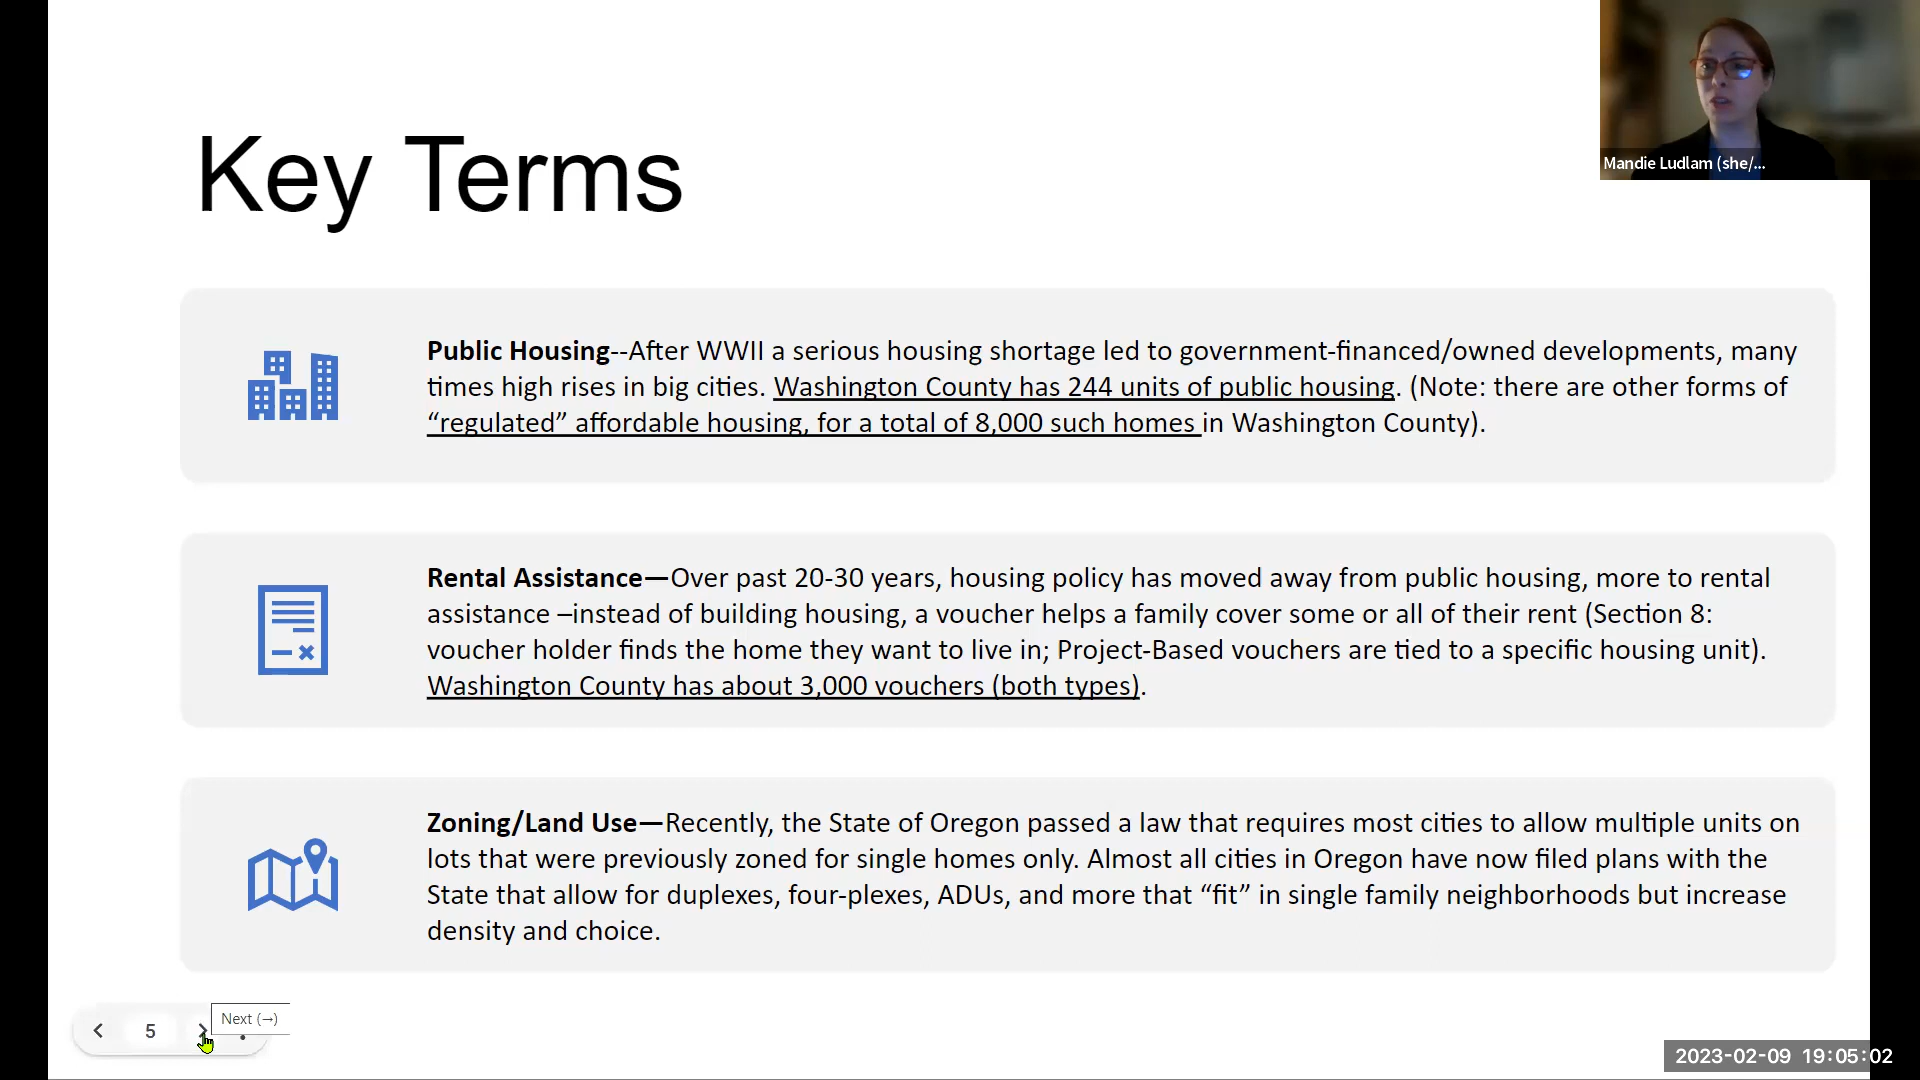 Mandie Ludlam (she/...
Key Terms
Public Housing--After WWII a serious housing shortage led to government-financed/owned developments, many
times high rises in big cities. Washington County has 244 units of public housing. (Note: there are other forms of
“regulated” affordable housing, for a total of 8,000 such homes in Washington County).
Rental Assistance—Over past 20-30 years, housing policy has moved away from public housing, more to rental
assistance –instead of building housing, a voucher helps a family cover some or all of their rent (Section 8:
voucher holder finds the home they want to live in; Project-Based vouchers are tied to a specific housing unit).
Washington County has about 3,000 vouchers (both types).
Zoning/Land Use—Recently, the State of Oregon passed a law that requires most cities to allow multiple units on
lots that were previously zoned for single homes only. Almost all cities in Oregon have now filed plans with the
State that allow for duplexes, four-plexes, ADUs, and more that “fit” in single family neighborhoods but increase
density and choice.
5
Next (→)
2023-02-09 19:05:02